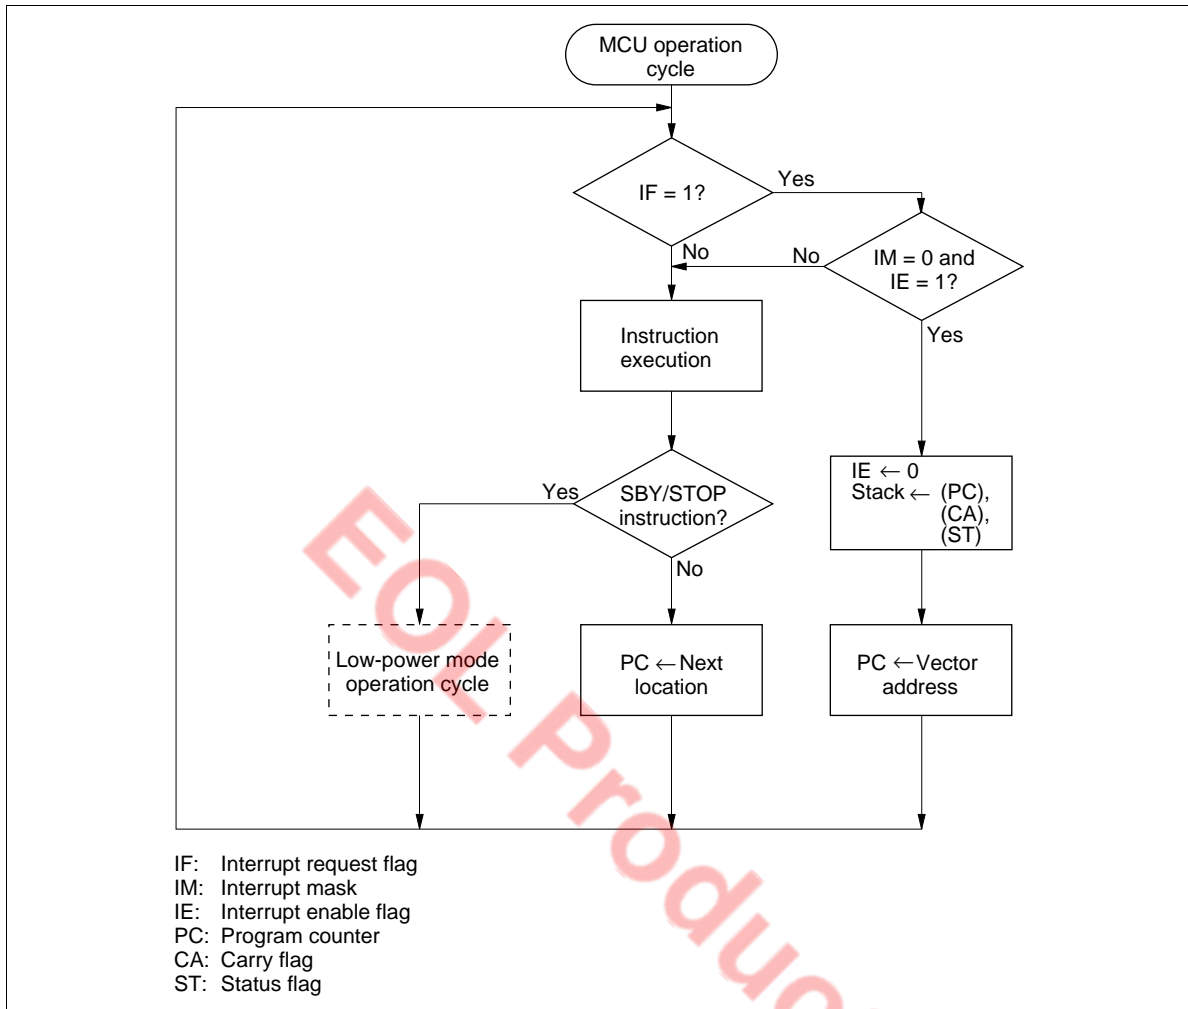 MCU operation
cycle
IF = 1?
Yes
No
No
IM = 0 and
IE = 1?
Yes
Instruction
execution
Yes
SBY/STOP
instruction?
No
IE ← 0
Stack ← (PC),
(CA),
(ST)
Low-power mode
operation cycle
PC ← Next
location
PC ← Vector
address
IF: Interrupt request flag
IM: Interrupt mask
IE: Interrupt enable flag
PC: Program counter
CA: Carry flag
ST: Status flag
EOL Produc